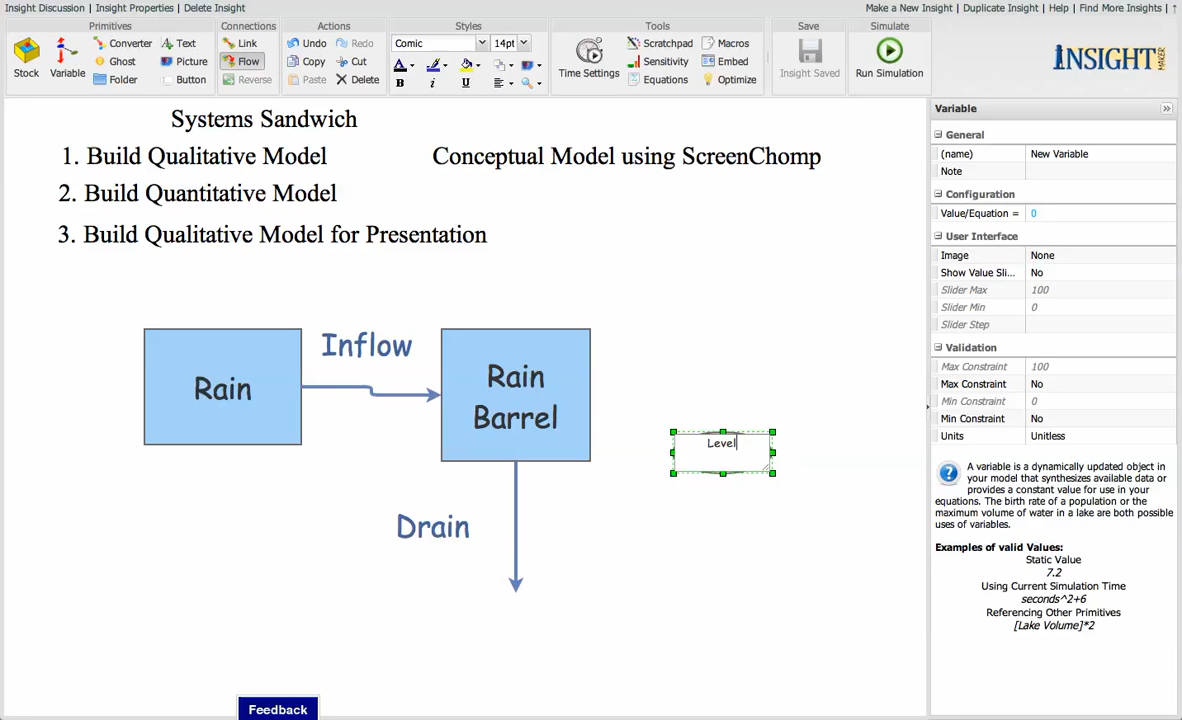 Insight Discussion | Insight Properties | Delete Insight
Make a New Insight | Duplicate Insight | Help | Find More Insights | ↑
Primitives
Connections
Actions
Styles
Tools
Save
Simulate
Stock
Variable
Converter
Ghost
Folder
Text
Picture
Button
Link
Flow
Reverse
Undo
Redo
Copy
Cut
Paste
Delete
Comic
14pt
A
B
i
U
Time Settings
Scratchpad
Sensitivity
Equations
Macros
Embed
Optimize
Insight Saved
Run Simulation
INSIGHT MAKER
Systems Sandwich
1. Build Qualitative Model
Conceptual Model using ScreenChomp
2. Build Quantitative Model
3. Build Qualitative Model for Presentation
Rain
Inflow
Rain
Barrel
Level
Drain
Feedback
Variable
General
(name) New Variable
Note
Configuration
Value/Equation = 0
User Interface
Image None
Show Value Sli... No
Slider Max 100
Slider Min 0
Slider Step
Validation
Max Constraint 100
Max Constraint No
Min Constraint 0
Min Constraint No
Units Unitless
A variable is a dynamically updated object in
your model that synthesizes available data or
provides a constant value for use in your
equations. The birth rate of a population or the
maximum volume of water in a lake are both possible
uses of variables.
Examples of valid Values:
Static Value
7.2
Using Current Simulation Time
seconds^2+6
Referencing Other Primitives
[Lake Volume]*2